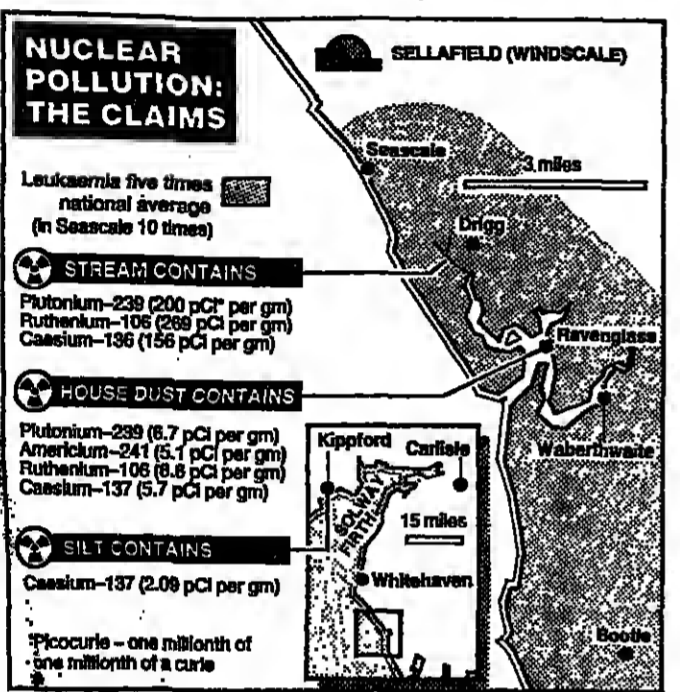 NUCLEAR
POLLUTION:
THE CLAIMS
SELLAFIELD (WINDSCALE)
Seascale
3 miles
Leukaemia five times
national average
(in Seascale 10 times)
Drigg
STREAM CONTAINS
Plutonium–239 (200 pCi* per gm)
Ruthenium–106 (269 pCi per gm)
Caesium–136 (156 pCi per gm)
Ravenglass
HOUSE DUST CONTAINS
Plutonium–239 (6.7 pCi per gm)
Americium–241 (5.1 pCi per gm)
Ruthenium–106 (8.6 pCi per gm)
Caesium–137 (5.7 pCi per gm)
Waberthwaite
Kippford
Carlisle
SOLWAY
FIRTH
15 miles
SILT CONTAINS
Whitehaven
Caesium–137 (2.09 pCi per gm)
*Picocurie – one millionth of
one millionth of a curie
Bootle